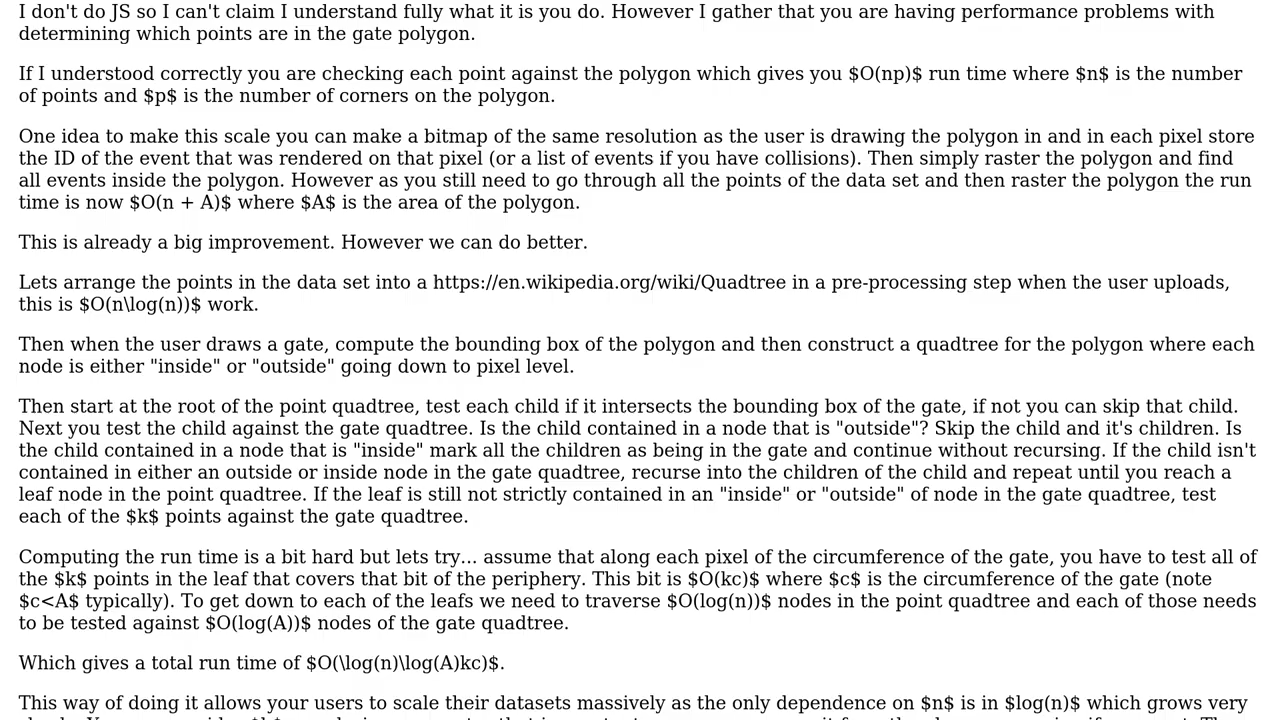 I don't do JS so I can't claim I understand fully what it is you do. However I gather that you are having performance problems with
determining which points are in the gate polygon.
If I understood correctly you are checking each point against the polygon which gives you $O(np)$ run time where $n$ is the number
of points and $p$ is the number of corners on the polygon.
One idea to make this scale you can make a bitmap of the same resolution as the user is drawing the polygon in and in each pixel store
the ID of the event that was rendered on that pixel (or a list of events if you have collisions). Then simply raster the polygon and find
all events inside the polygon. However as you still need to go through all the points of the data set and then raster the polygon the run
time is now $O(n + A)$ where $A$ is the area of the polygon.
This is already a big improvement. However we can do better.
Lets arrange the points in the data set into a https://en.wikipedia.org/wiki/Quadtree in a pre-processing step when the user uploads,
this is $O(n\log(n))$ work.
Then when the user draws a gate, compute the bounding box of the polygon and then construct a quadtree for the polygon where each
node is either "inside" or "outside" going down to pixel level.
Then start at the root of the point quadtree, test each child if it intersects the bounding box of the gate, if not you can skip that child.
Next you test the child against the gate quadtree. Is the child contained in a node that is "outside"? Skip the child and it's children. Is
the child contained in a node that is "inside" mark all the children as being in the gate and continue without recursing. If the child isn't
contained in either an outside or inside node in the gate quadtree, recurse into the children of the child and repeat until you reach a
leaf node in the point quadtree. If the leaf is still not strictly contained in an "inside" or "outside" of node in the gate quadtree, test
each of the $k$ points against the gate quadtree.
Computing the run time is a bit hard but lets try... assume that along each pixel of the circumference of the gate, you have to test all of
the $k$ points in the leaf that covers that bit of the periphery. This bit is $O(kc)$ where $c$ is the circumference of the gate (note
$c<A$ typically). To get down to each of the leafs we need to traverse $O(log(n))$ nodes in the point quadtree and each of those needs
to be tested against $O(log(A))$ nodes of the gate quadtree.
Which gives a total run time of $O(\log(n)\log(A)kc)$.
This way of doing it allows your users to scale their datasets massively as the only dependence on $n$ is in $log(n)$ which grows very